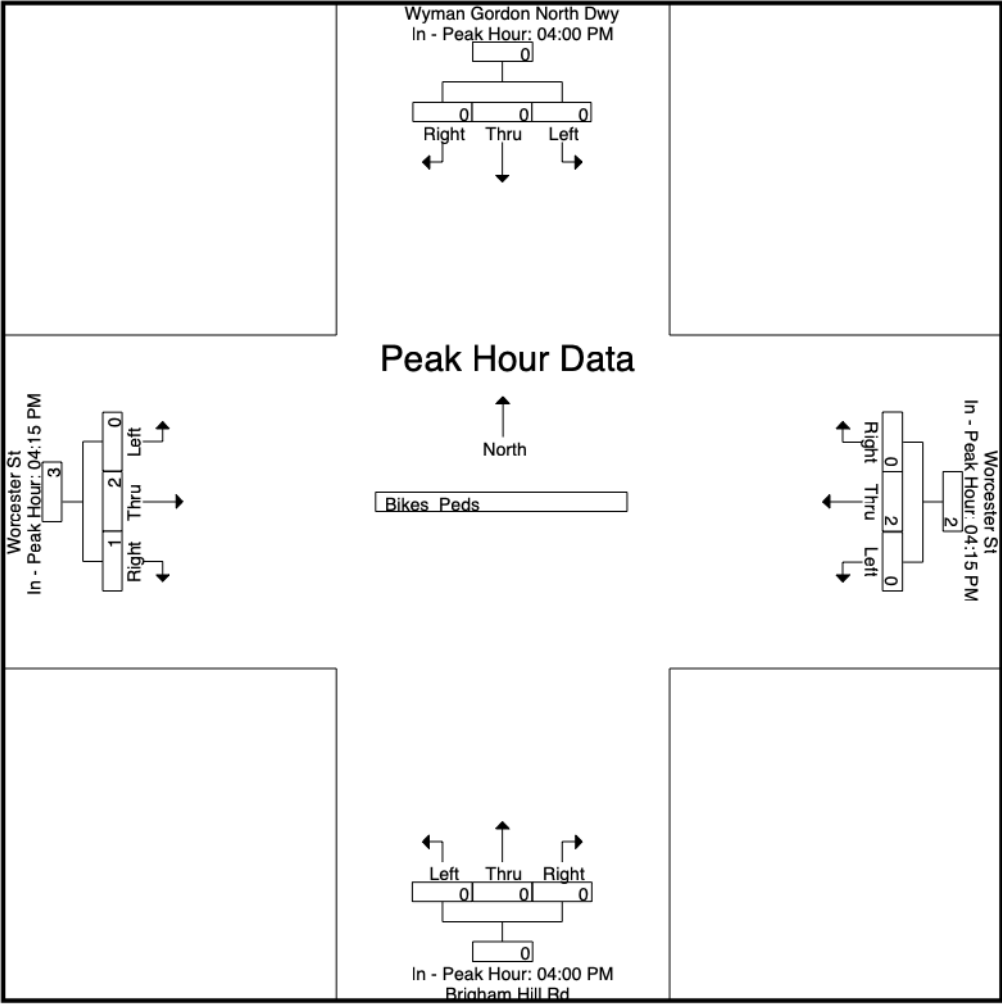 Wyman Gordon North Dwy
In - Peak Hour: 04:00 PM
0
0 0 0
Right Thru Left
Peak Hour Data
North
Bikes Peds
Worcester St
In - Peak Hour: 04:15 PM
3
0 2 1
Left Thru Right
Worcester St
In - Peak Hour: 04:15 PM
2
0 2 0
Right Thru Left
Left Thru Right
0 0 0
0
In - Peak Hour: 04:00 PM
Brigham Hill Rd